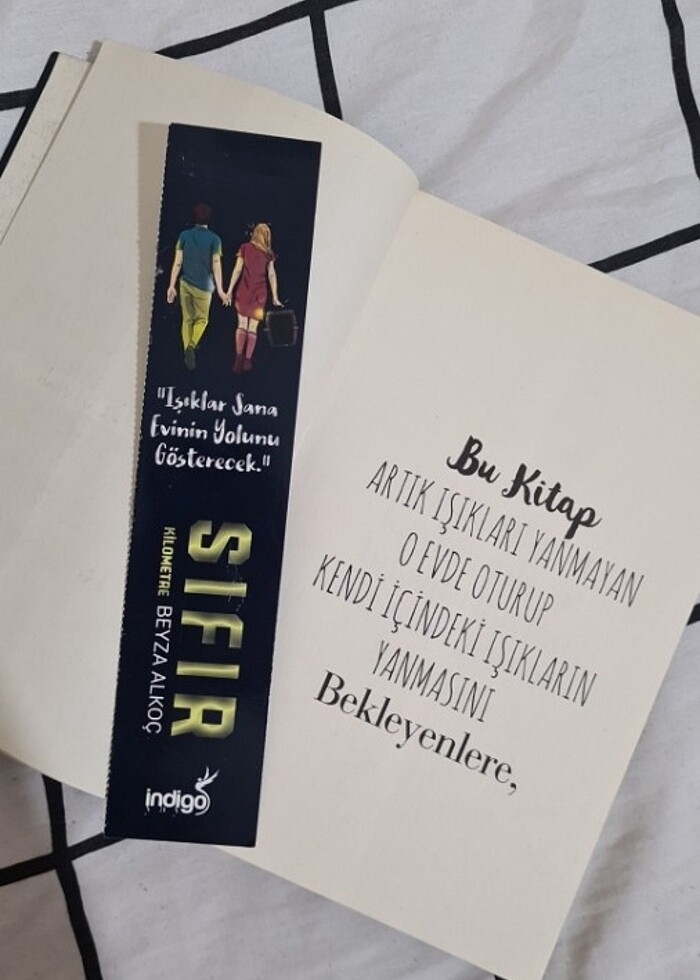 "Işıklar Sana
Evinin Yolunu
Gösterecek."
SIFIR
KİLOMETRE
BEYZA ALKOÇ
indigo
Bu Kitap
ARTIK IŞIKLARI YANMAYAN
O EVDE OTURUP
KENDİ İÇİNDEKİ IŞIKLARIN
YANMASINI
Bekleyenlere,